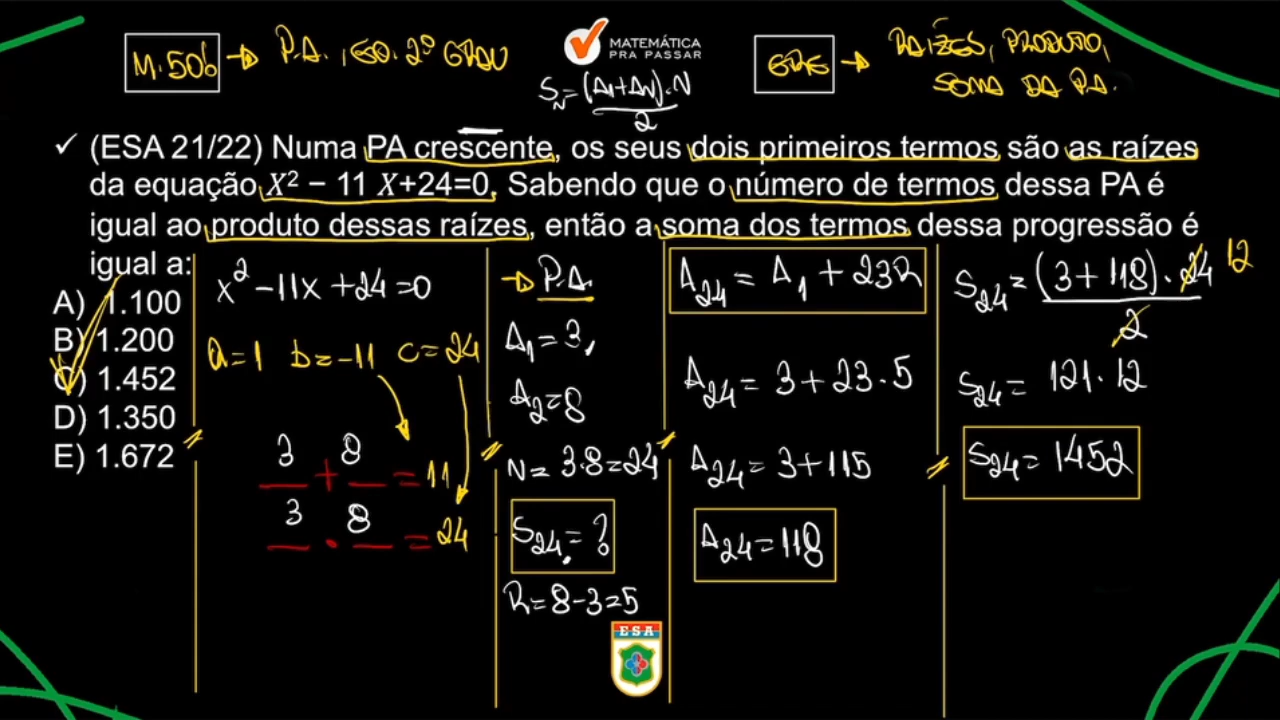 M.50% → P.A., EQ. 2º GRAU
MATEMÁTICA
PRA PASSAR
→ RAÍZES, PRODUTO,
SOMA DA P.A.
S_N = (A1+AN).N
2
✓ (ESA 21/22) Numa PA crescente, os seus dois primeiros termos são as raízes
da equação X² − 11 X+24=0. Sabendo que o número de termos dessa PA é
igual ao produto dessas raízes, então a soma dos termos dessa progressão é
igual a:
A) 1.100
B) 1.200
C) 1.452
D) 1.350
E) 1.672
x² − 11x + 24 = 0
a=1 b=−11 c=24
3 8
__ + __ = 11
3 8
__ . __ = 24
→ P.A.
A1 = 3,
A2 = 8
N = 3.8 = 24
S24 = ?
R = 8 − 3 = 5
A24 = A1 + 23R
A24 = 3 + 23.5
A24 = 3 + 115
A24 = 118
S24 = (3 + 118) . 24 12
2
S24 = 121 . 12
S24 = 1452
ESA